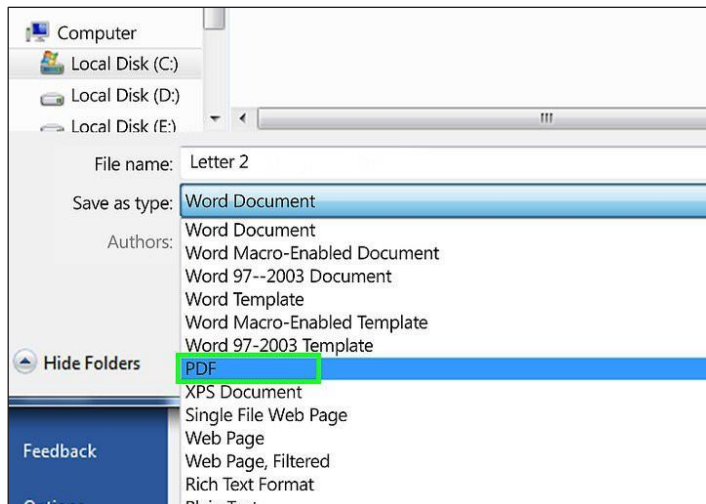 Computer
Local Disk (C:)
Local Disk (D:)
Local Disk (E:)
File name: Letter 2
Save as type: Word Document
Authors:
Word Document
Word Macro-Enabled Document
Word 97--2003 Document
Word Template
Word Macro-Enabled Template
Word 97-2003 Template
Hide Folders
PDF
XPS Document
Single File Web Page
Web Page
Web Page, Filtered
Rich Text Format
Feedback